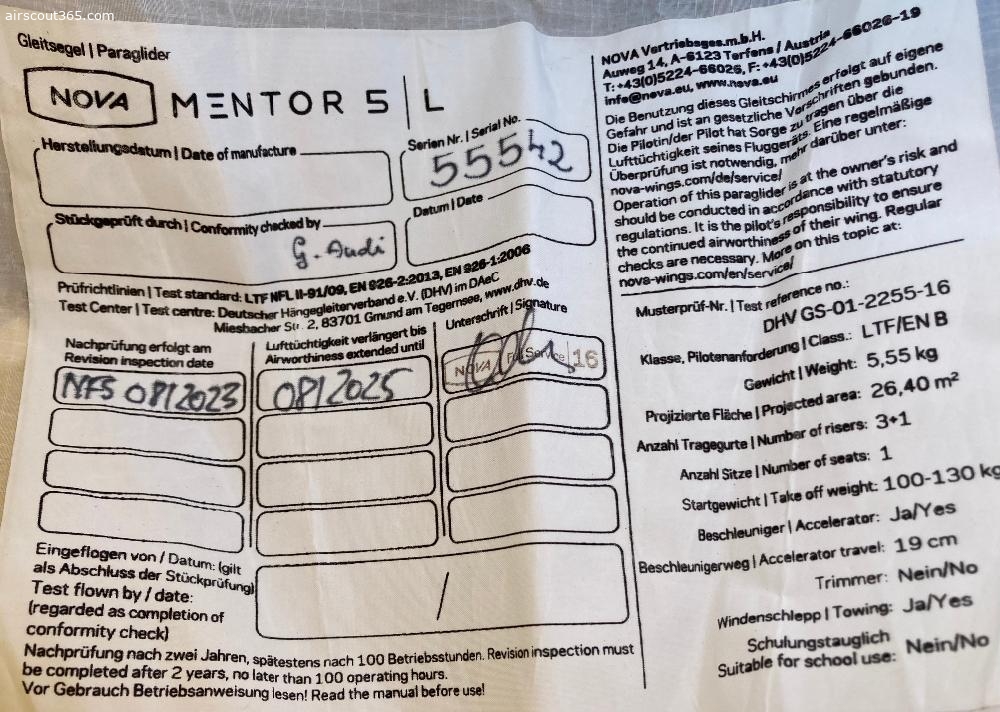 airscout365.com
Gleitsegel | Paraglider
NOVA MENTOR 5 | L
Herstellungsdatum | Date of manufacture
Serien Nr. | Serial No.
55542
Stückgeprüft durch | Conformity checked by
G. Audi
Datum | Date
Prüfrichtlinien | Test standard: LTF NFL II-91/09, EN 926-2:2013, EN 926-1:2006
Test Center | Test centre: Deutscher Hängegleiterverband e.V. (DHV) im DAeC
Miesbacher Str. 2, 83701 Gmund am Tegernsee, www.dhv.de
Nachprüfung erfolgt am
Revision inspection date
Lufttüchtigkeit verlängert bis
Airworthiness extended until
Unterschrift | Signature
NFS 08/2023
08/2025
NOVA Full Service 16
Eingeflogen von / Datum: (gilt
als Abschluss der Stückprüfung)
Test flown by / date:
(regarded as completion of
conformity check)
/
Nachprüfung nach zwei Jahren, spätestens nach 100 Betriebsstunden. Revision inspection must
be completed after 2 years, no later than 100 operating hours.
Vor Gebrauch Betriebsanweisung lesen! Read the manual before use!
NOVA Vertriebsges.m.b.H.
Auweg 14, A-6123 Terfens / Austria
T: +43(0)5224-66026, F: +43(0)5224-66026-19
info@nova.eu, www.nova.eu
Die Benutzung dieses Gleitschirmes erfolgt auf eigene
Gefahr und ist an gesetzliche Vorschriften gebunden.
Die Pilotin/der Pilot hat Sorge zu tragen über die
Lufttüchtigkeit seines Fluggeräts. Eine regelmäßige
Überprüfung ist notwendig, mehr darüber unter:
nova-wings.com/de/service/
Operation of this paraglider is at the owner's risk and
should be conducted in accordance with statutory
regulations. It is the pilot's responsibility to ensure
the continued airworthiness of their wing. Regular
checks are necessary. More on this topic at:
nova-wings.com/en/service/
Musterprüf-Nr. | Test reference no.:
DHV GS-01-2255-16
Klasse, Pilotenanforderung | Class.: LTF/EN B
Gewicht | Weight: 5,55 kg
Projizierte Fläche | Projected area: 26,40 m²
Anzahl Tragegurte | Number of risers: 3+1
Anzahl Sitze | Number of seats: 1
Startgewicht | Take off weight: 100-130 kg
Beschleuniger | Accelerator: Ja/Yes
Beschleunigerweg | Accelerator travel: 19 cm
Trimmer: Nein/No
Windenschlepp | Towing: Ja/Yes
Schulungstauglich
Suitable for school use: Nein/No